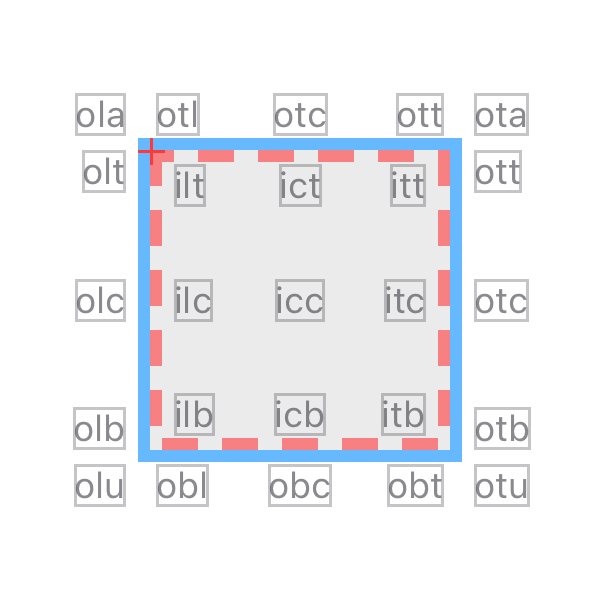 ola otl otc ott ota
olt ilt ict itt ott
olc ilc icc itc otc
ilb icb itb
olb otb
olu obl obc obt otu